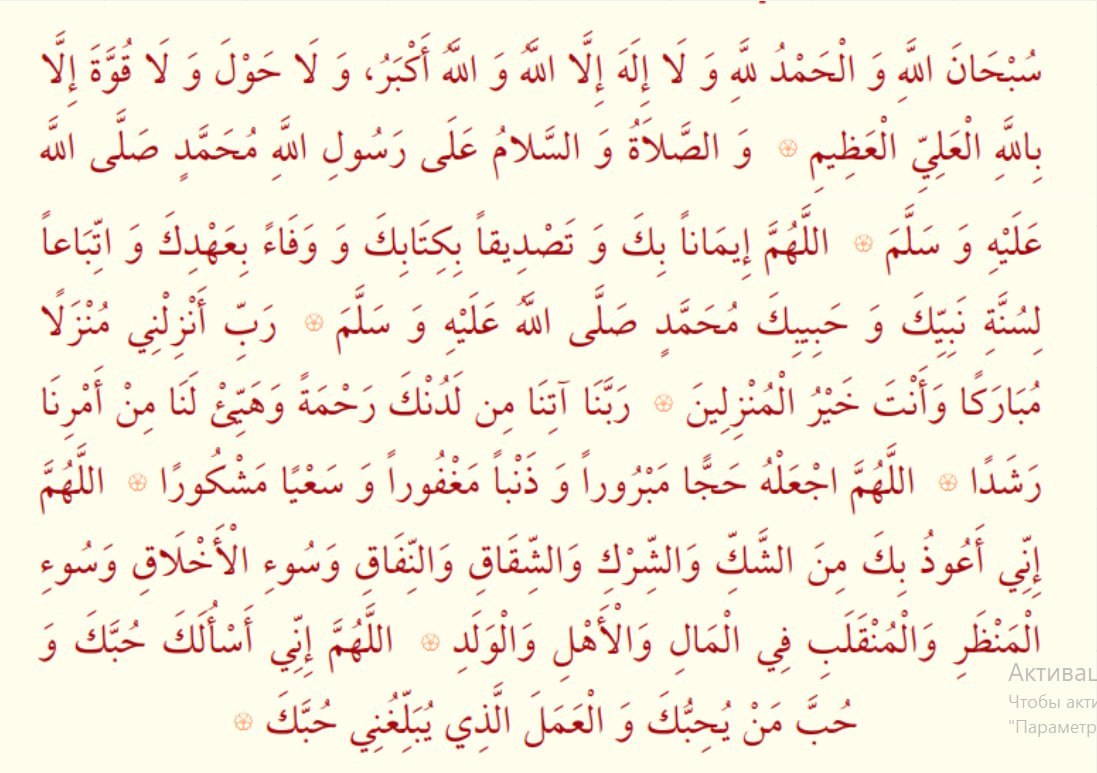 سُبْحَانَ اللَّهِ وَ الْحَمْدُ لِلَّهِ وَ لَا إِلَهَ إِلَّا اللَّهُ وَ اللَّهُ أَكْبَرُ، وَ لَا حَوْلَ وَ لَا قُوَّةَ إِلَّا
بِاللَّهِ الْعَلِيِّ الْعَظِيمِ ۞ وَ الصَّلاَةُ وَ السَّلامُ عَلَى رَسُولِ اللَّهِ مُحَمَّدٍ صَلَّى اللَّه
عَلَيْهِ وَ سَلَّمَ ۞ اللَّهُمَّ إِيمَاناً بِكَ وَ تَصْدِيقاً بِكِتَابِكَ وَ وَفَاءً بِعَهْدِكَ وَ اتِّبَاعاً
لِسُنَّةِ نَبِيِّكَ وَ حَبِيبِكَ مُحَمَّدٍ صَلَّى اللَّهُ عَلَيْهِ وَ سَلَّمَ ۞ رَبِّ أَنْزِلْنِي مُنْزَلًا
مُبَارَكًا وَأَنْتَ خَيْرُ الْمُنْزِلِينَ ۞ رَبَّنَا آتِنَا مِن لَدُنْكَ رَحْمَةً وَهَيِّئْ لَنَا مِنْ أَمْرِنَا
رَشَدًا ۞ اللَّهُمَّ اجْعَلْهُ حَجًّا مَبْرُوراً وَ ذَنْباً مَغْفُوراً وَ سَعْيًا مَشْكُورًا ۞ اللَّهُمَّ
إِنِّي أَعُوذُ بِكَ مِنَ الشَّكِّ وَالشِّرْكِ وَالشِّقَاقِ وَالنِّفَاقِ وَسُوءِ الْأَخْلَاقِ وَسُوءِ
الْمَنْظَرِ وَالْمُنْقَلَبِ فِي الْمَالِ وَالْأَهْلِ وَالْوَلَدِ ۞ اللَّهُمَّ إِنِّي أَسْأَلُكَ حُبَّكَ وَ
حُبَّ مَنْ يُحِبُّكَ وَ الْعَمَلَ الَّذِي يُبَلِّغُنِي حُبَّكَ ۞
Активац
Чтобы акти
"Параметр